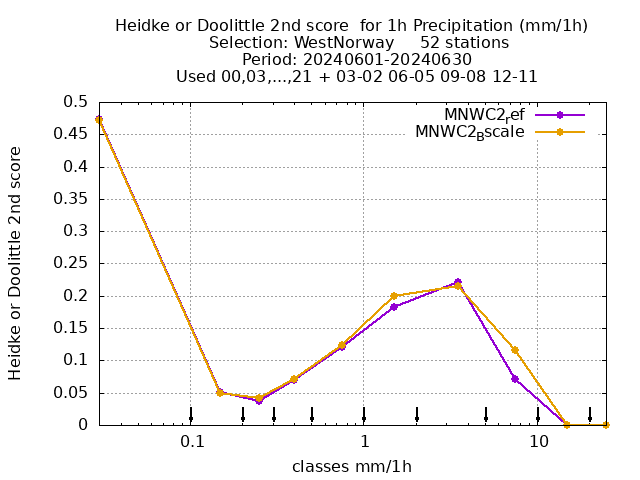 Heidke or Doolittle 2nd score  for 1h Precipitation (mm/1h)
Selection: WestNorway     52 stations
Period: 20240601-20240630
Used 00,03,...,21 + 03-02 06-05 09-08 12-11
MNWC2ref
MNWC2Bscale
0.5
0.45
0.4
0.35
0.3
0.25
0.2
0.15
0.1
0.05
0
Heidke or Doolittle 2nd score
0.1 1 10
classes mm/1h